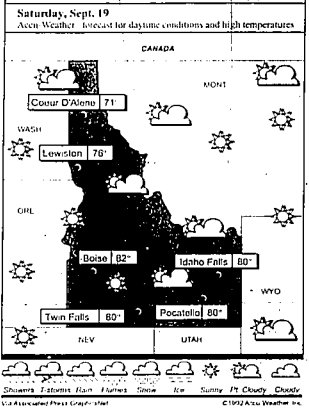 Saturday, Sept. 19
Accu-Weather forecast for daytime conditions and high temperatures
CANADA
MONT
Coeur D'Alene 71°
WASH
Lewiston 76°
ORE
Boise 82°
Idaho Falls 80°
WYO
Twin Falls 80°
Pocatello 80°
NEV
UTAH
Showers T-storms Rain Flurries Snow Ice Sunny Pt. Cloudy Cloudy
Via Associated Press GraphicsNet
©1992 Accu-Weather, Inc.